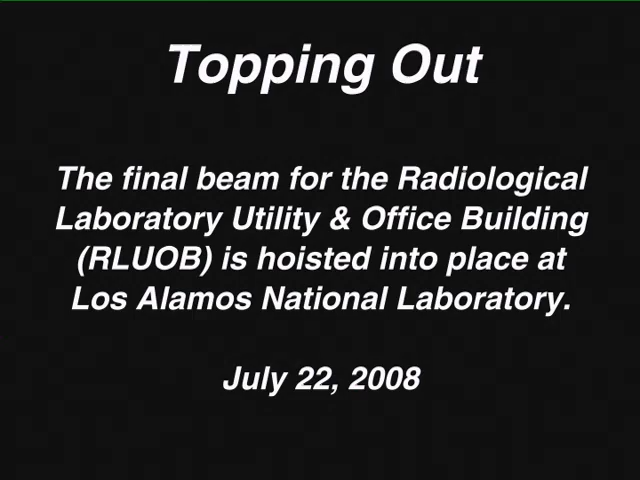 Topping Out
The final beam for the Radiological
Laboratory Utility & Office Building
(RLUOB) is hoisted into place at
Los Alamos National Laboratory.
July 22, 2008